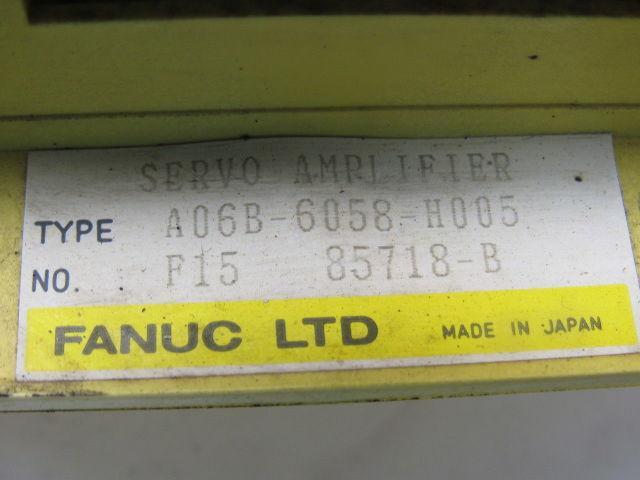 SERVO AMPLIFIER
TYPE A06B-6058-H005
NO. F15 85718-B
FANUC LTD MADE IN JAPAN